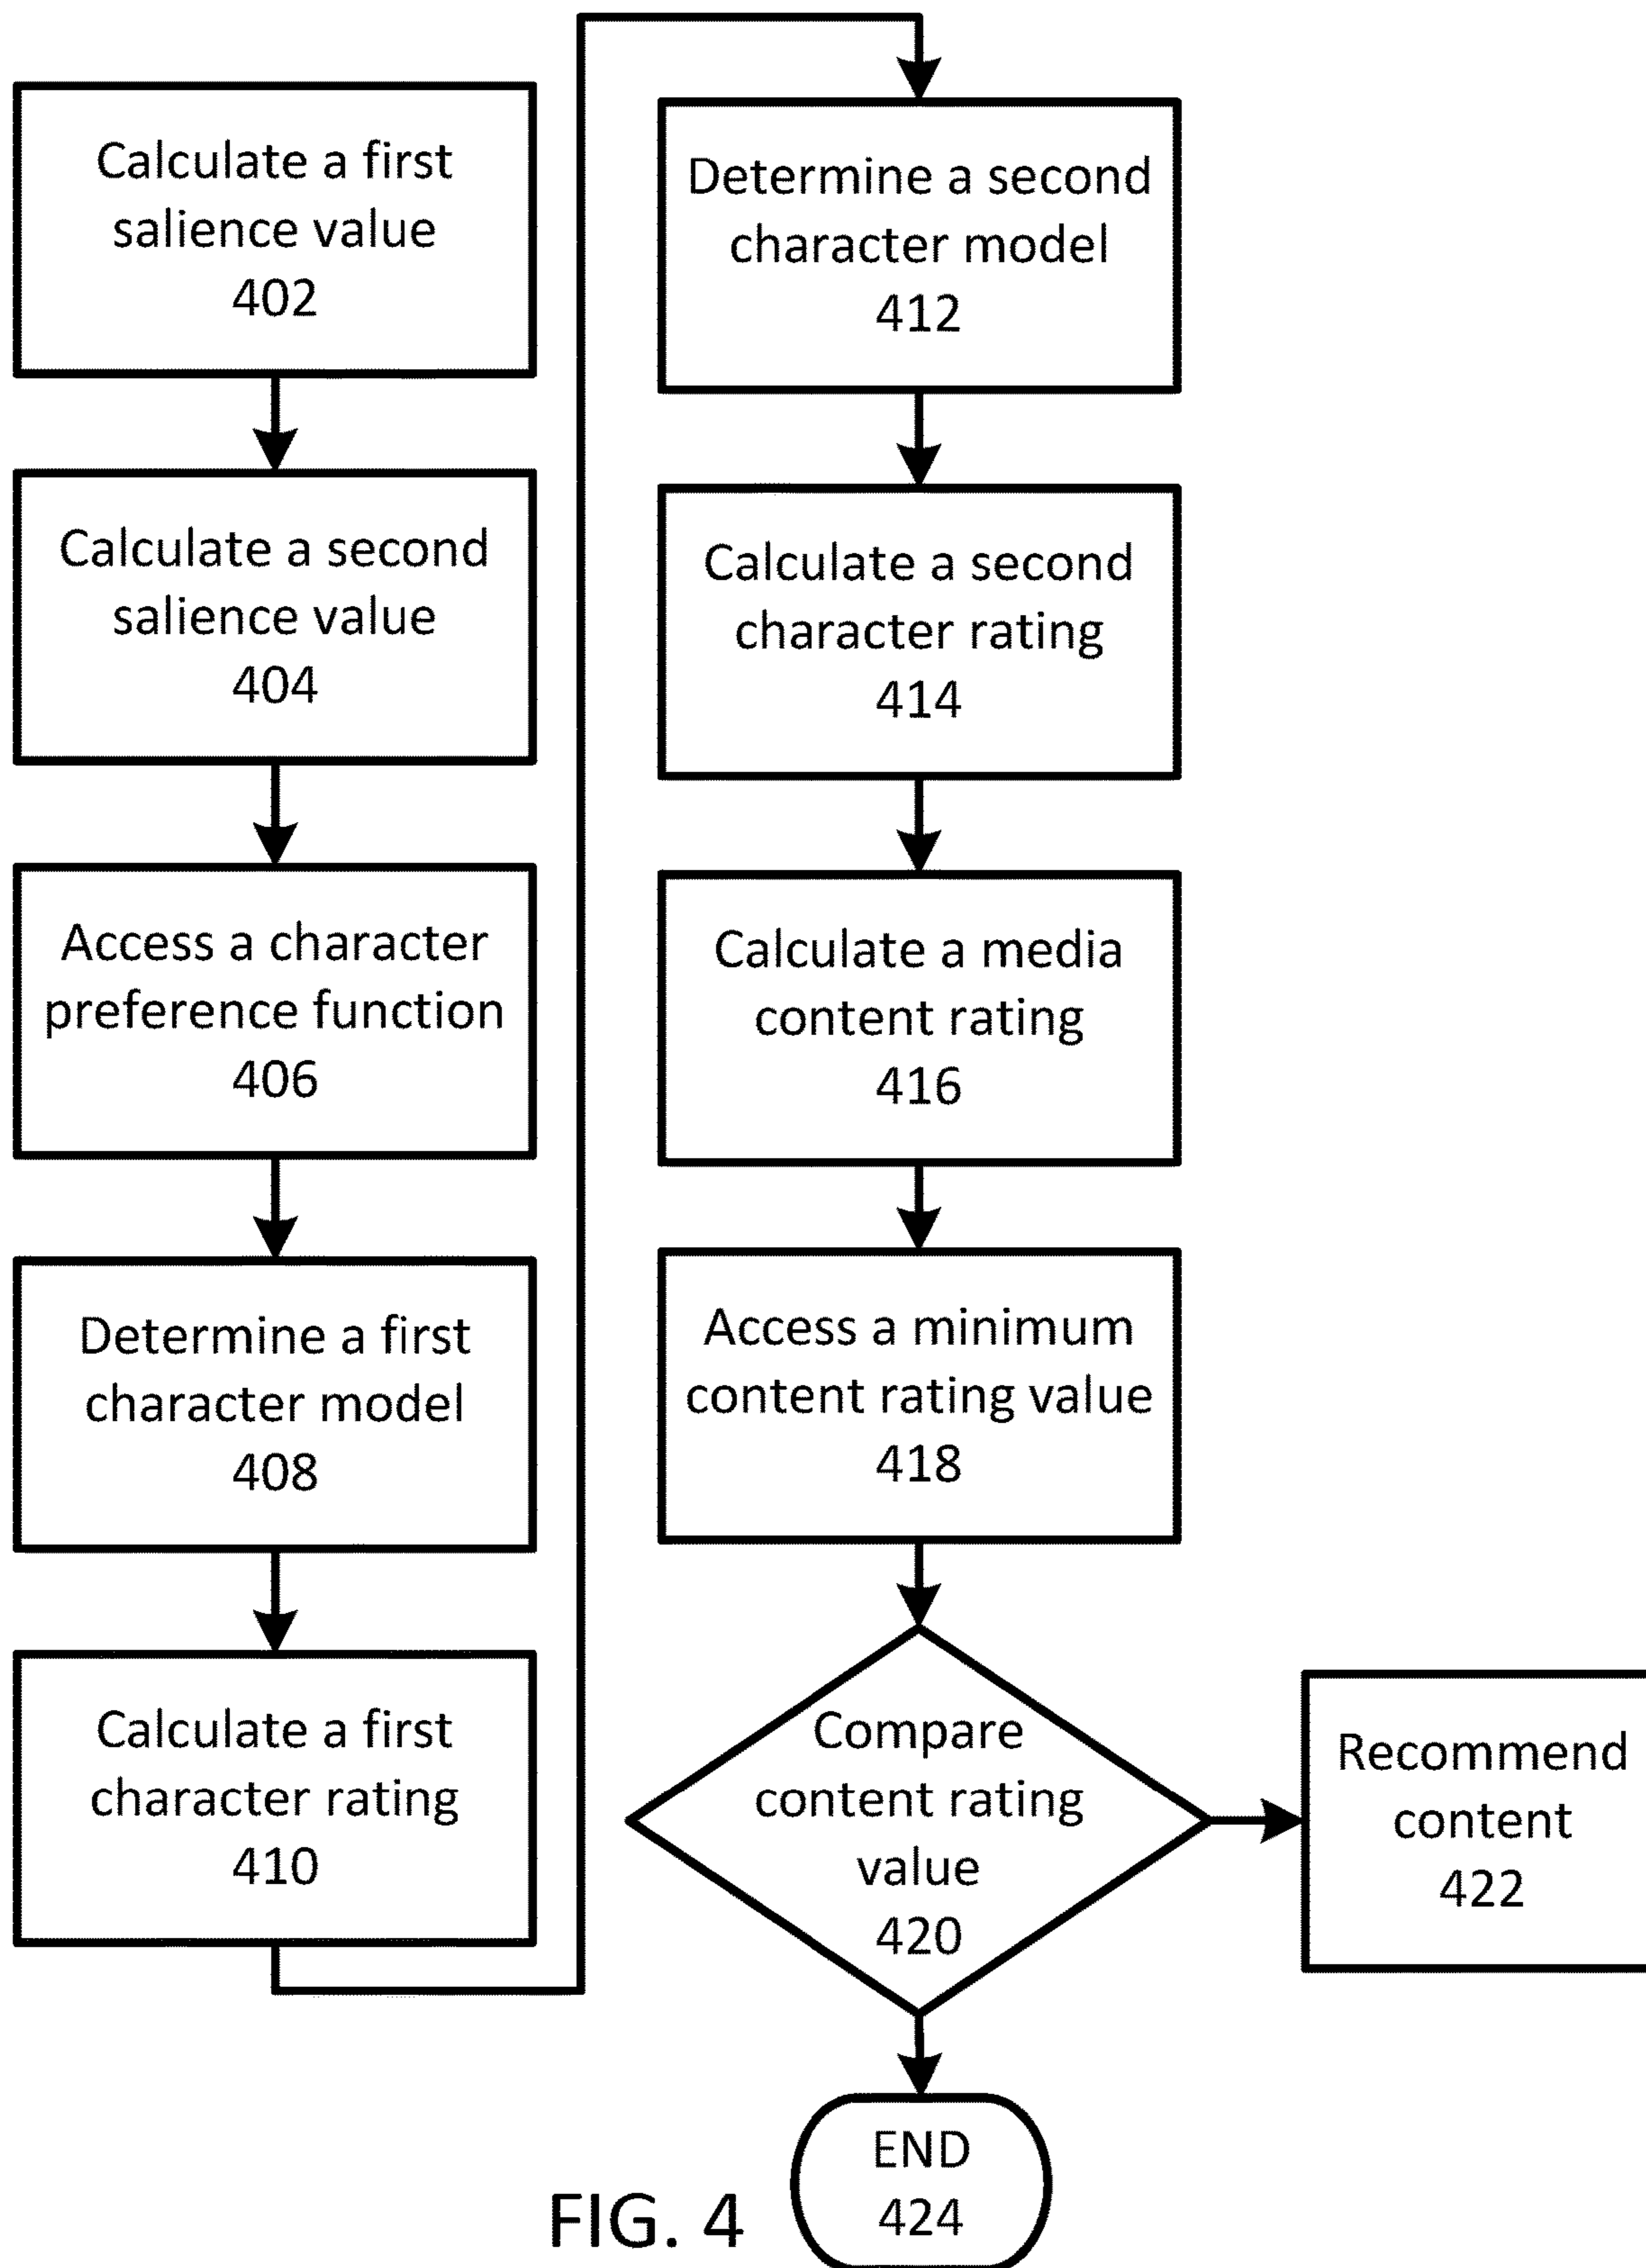 Calculate a first
salience value
402
Calculate a second
salience value
404
Access a character
preference function
406
Determine a first
character model
408
Calculate a first
character rating
410
Determine a second
character model
412
Calculate a second
character rating
414
Calculate a media
content rating
416
Access a minimum
content rating value
418
Compare
content rating
value
420
Recommend
content
422
END
424
FIG. 4